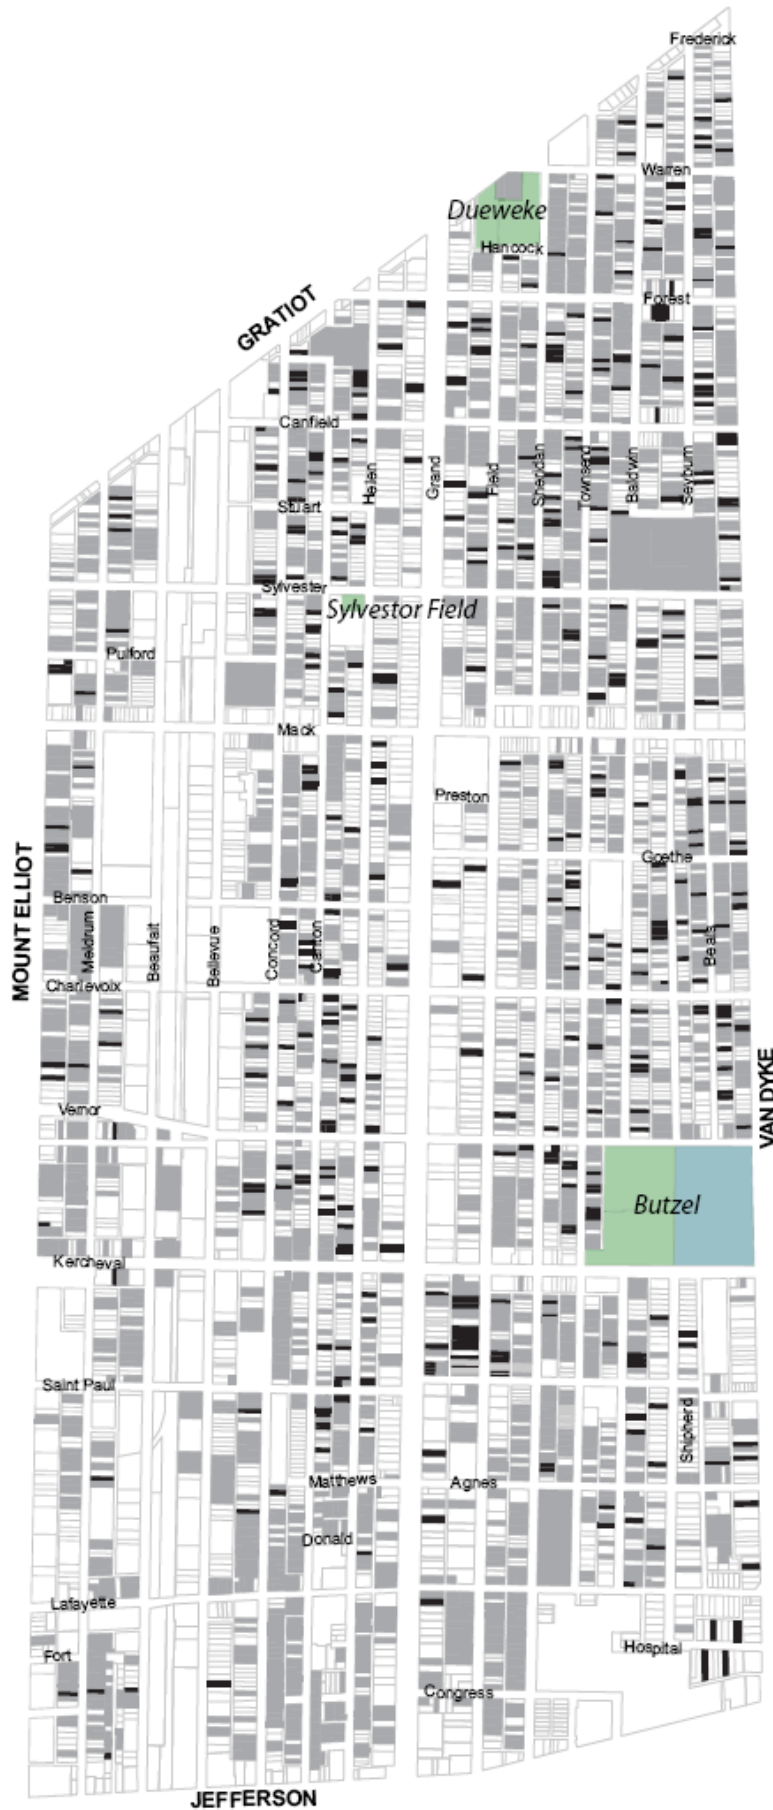 Frederick
Warren
Dueweke
Hancock
Forest
GRATIOT
Canfield
Helen
Grand
Field
Sheridan
Townsend
Baldwin
Seyburn
Stuart
Sylvester
Sylvestor Field
Pulford
Mack
Preston
MOUNT ELLIOT
Goethe
Benson
Meldrum
Beaufait
Bellevue
Concord
Canton
Beals
Charlevoix
VAN DYKE
Vernor
Butzel
Kercheval
Saint Paul
Shipherd
Matthews
Agnes
Donald
Lafayette
Fort
Hospital
Congress
JEFFERSON